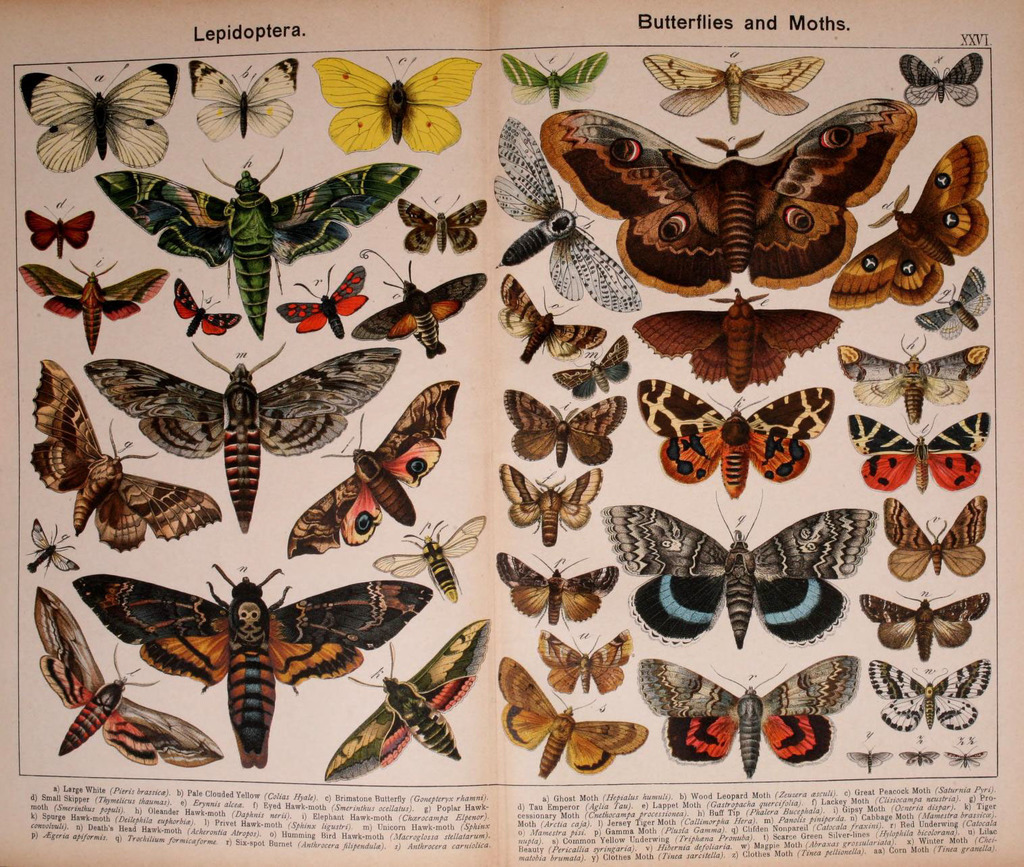 Lepidoptera.
Butterflies and Moths.
XXVI.
a b c
i a x
h
c
d e
i
s r o
g
m
h
g
m
k
q
n
r
s
y zz
a) Large White (Pieris brassicæ). b) Pale Clouded Yellow (Colias Hyale). c) Brimstone Butterfly (Gonepteryx rhamni).
d) Small Skipper (Thymelicus thaumas). e) Erynnis alcea. f) Eyed Hawk-moth (Smerinthus ocellatus). g) Poplar Hawk-
moth (Smerinthus populi). h) Oleander Hawk-moth (Daphnis nerii). i) Elephant Hawk-moth (Chærocampa Elpenor).
k) Spurge Hawk-moth (Deilephila euphorbia). l) Privet Hawk-moth (Sphinx ligustri). m) Unicorn Hawk-moth (Sphinx
convolvuli). n) Death's Head Hawk-moth (Acherontia Atropos). o) Humming Bird Hawk-moth (Macroglossa stellatarum).
p) Ægeria apiformis. q) Trochilium formicæforme. r) Six-spot Burnet (Anthrocera filipendula). s) Anthrocera carniolica.
a) Ghost Moth (Hepialus humuli). b) Wood Leopard Moth (Zeuzera æsculi). c) Great Peacock Moth (Saturnia Pyri).
d) Tau Emperor (Aglia Tau). e) Lappet Moth (Gastropacha quercifolia). f) Lackey Moth (Clisiocampa neustria). g) Pro-
cessionary Moth (Cnethocampa processionea). h) Buff Tip (Phalera Bucephala). i) Gipsy Moth (Ocneria dispar). k) Tiger
Moth (Arctia caja). l) Jersey Tiger Moth (Callimorpha Hera). m) Panolis piniperda. n) Cabbage Moth (Mamestra brassicæ).
o) Mamestra pisi. p) Gamma Moth (Plusia Gamma). q) Clifden Nonpareil (Catocala fraxini). r) Red Underwing (Catocala
nupta). s) Common Yellow Underwing (Triphæna Pronuba). t) Scarce Green Silver-lines (Hylophila bicolorana). u) Lilac
Beauty (Pericallia syringaria). v) Hibernia defoliaria. w) Magpie Moth (Abraxas grossulariata). x) Winter Moth (Chei-
matobia brumata). y) Clothes Moth (Tinea sarcitella). z) Clothes Moth (Tinea pellionella). aa) Corn Moth (Tinea granella).